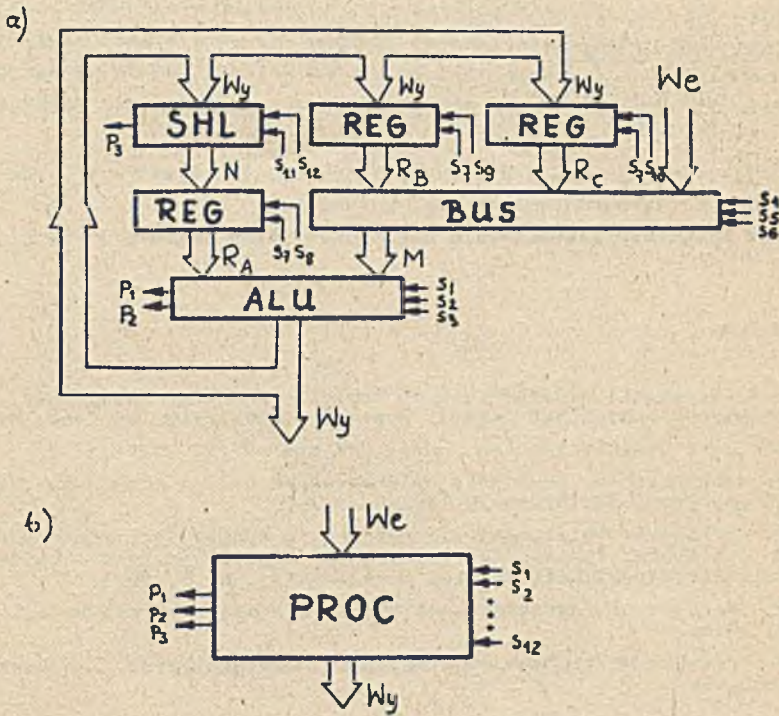 a)
We
Wy Wy Wy
SHL REG REG
P3 S11 S12 S7 S9 S7 S10
N RB RC
REG BUS
S4
S5
S6
S7 S8
RA M
P1 ALU S1
P2 S2
S3
Wy
b)
We
P1 S1
P2 PROC S2
P3 S12
Wy